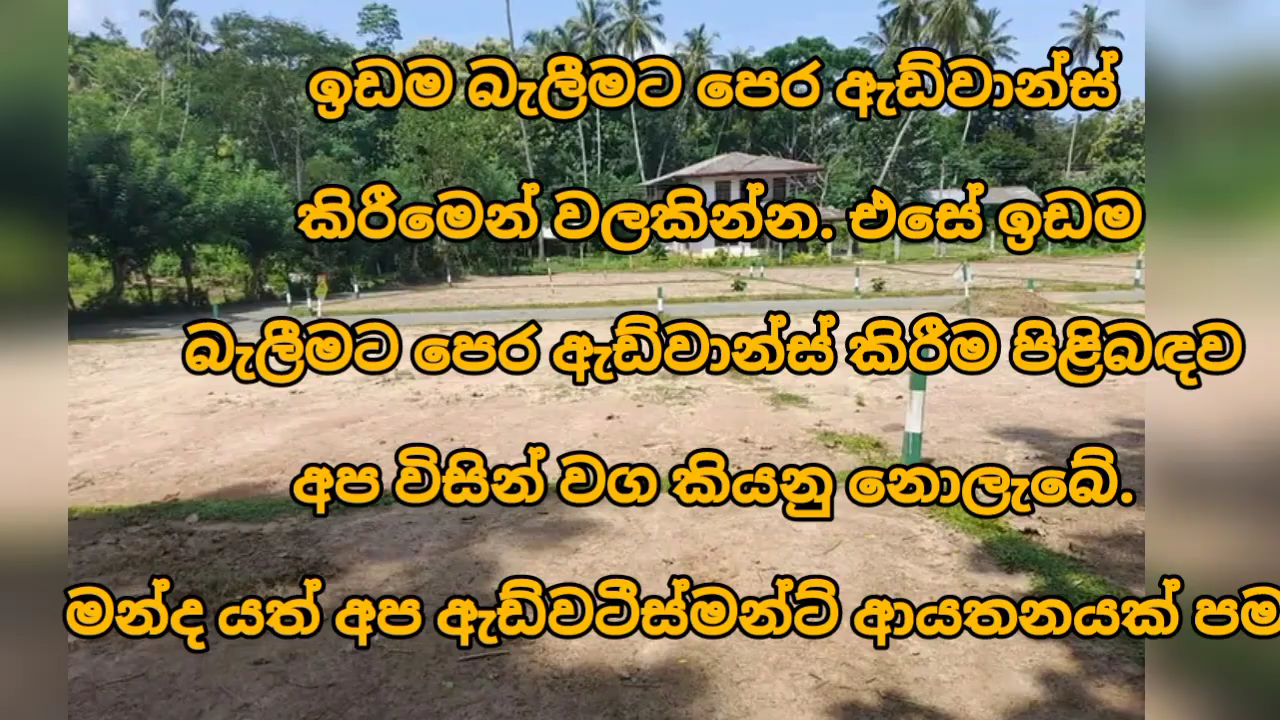 ඉඩම බැලීමට පෙර ඇඩ්වාන්ස්
කිරීමෙන් වලකින්න. එසේ ඉඩම
බැලීමට පෙර ඇඩ්වාන්ස් කිරීම පිළිබඳව
අප විසින් වග කියනු නොලැබේ.
මන්ද යත් අප ඇඩ්වටීස්මන්ට් ආයතනයක් පම